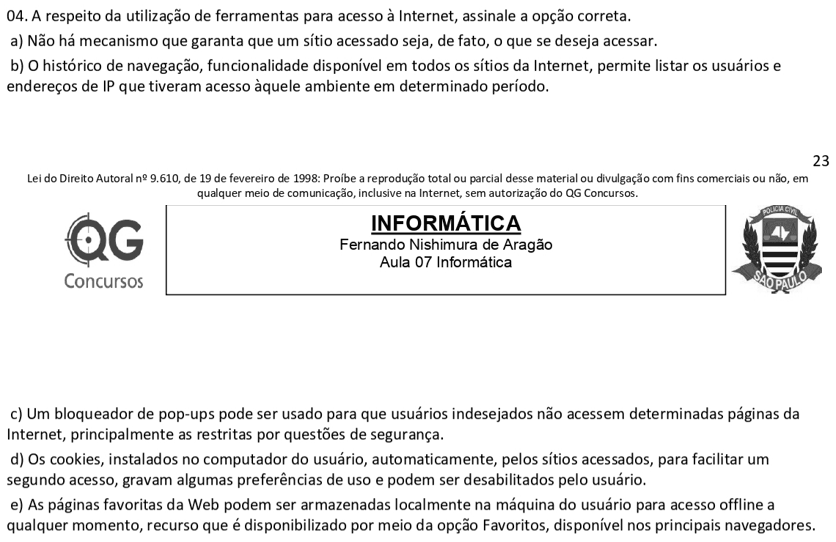 04. A respeito da utilização de ferramentas para acesso à Internet, assinale a opção correta.
a) Não há mecanismo que garanta que um sítio acessado seja, de fato, o que se deseja acessar.
b) O histórico de navegação, funcionalidade disponível em todos os sítios da Internet, permite listar os usuários e
endereços de IP que tiveram acesso àquele ambiente em determinado período.
23
Lei do Direito Autoral nº 9.610, de 19 de fevereiro de 1998: Proíbe a reprodução total ou parcial desse material ou divulgação com fins comerciais ou não, em
qualquer meio de comunicação, inclusive na Internet, sem autorização do QG Concursos.
QG
Concursos
INFORMÁTICA
Fernando Nishimura de Aragão
Aula 07 Informática
POLICIA CIVIL
SÃO PAULO
c) Um bloqueador de pop-ups pode ser usado para que usuários indesejados não acessem determinadas páginas da
Internet, principalmente as restritas por questões de segurança.
d) Os cookies, instalados no computador do usuário, automaticamente, pelos sítios acessados, para facilitar um
segundo acesso, gravam algumas preferências de uso e podem ser desabilitados pelo usuário.
e) As páginas favoritas da Web podem ser armazenadas localmente na máquina do usuário para acesso offline a
qualquer momento, recurso que é disponibilizado por meio da opção Favoritos, disponível nos principais navegadores.